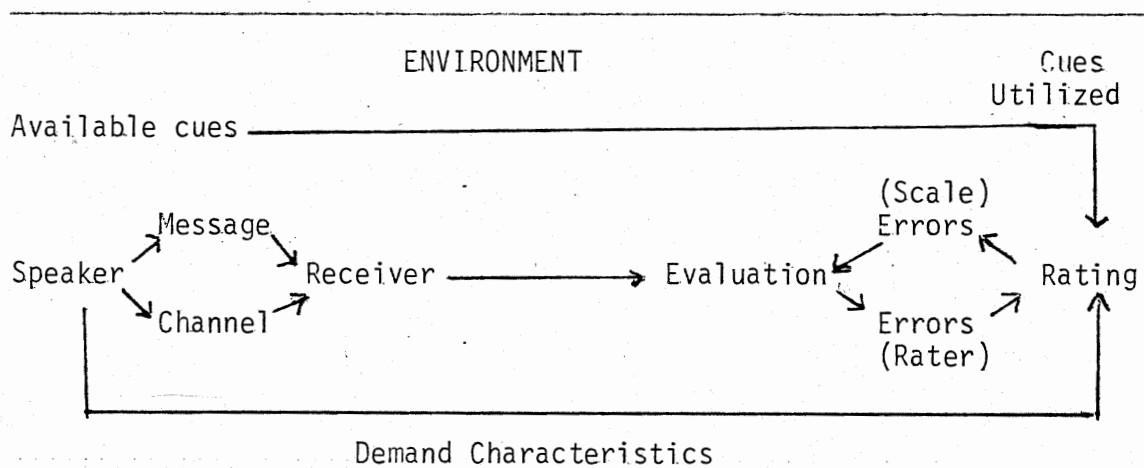 ENVIRONMENT
Cues
Utilized
Available cues
(Scale)
Errors
Message
Speaker
Receiver
Evaluation
Rating
Channel
Errors
(Rater)
Demand Characteristics